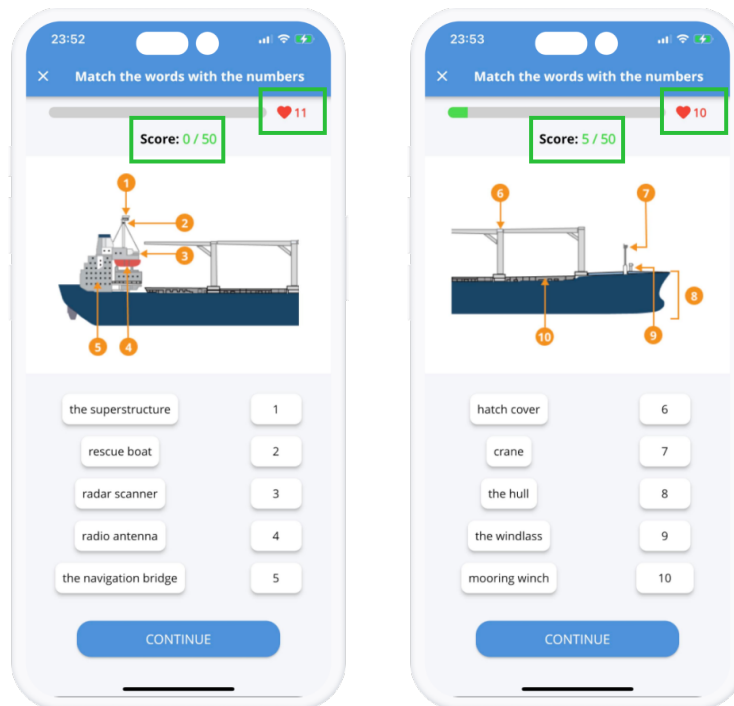 23:52
Match the words with the numbers
11
Score: 0 / 50
1
2
3
5
4
the superstructure 1
rescue boat 2
radar scanner 3
radio antenna 4
the navigation bridge 5
CONTINUE
23:53
Match the words with the numbers
10
Score: 5 / 50
6
7
8
10
9
hatch cover 6
crane 7
the hull 8
the windlass 9
mooring winch 10
CONTINUE